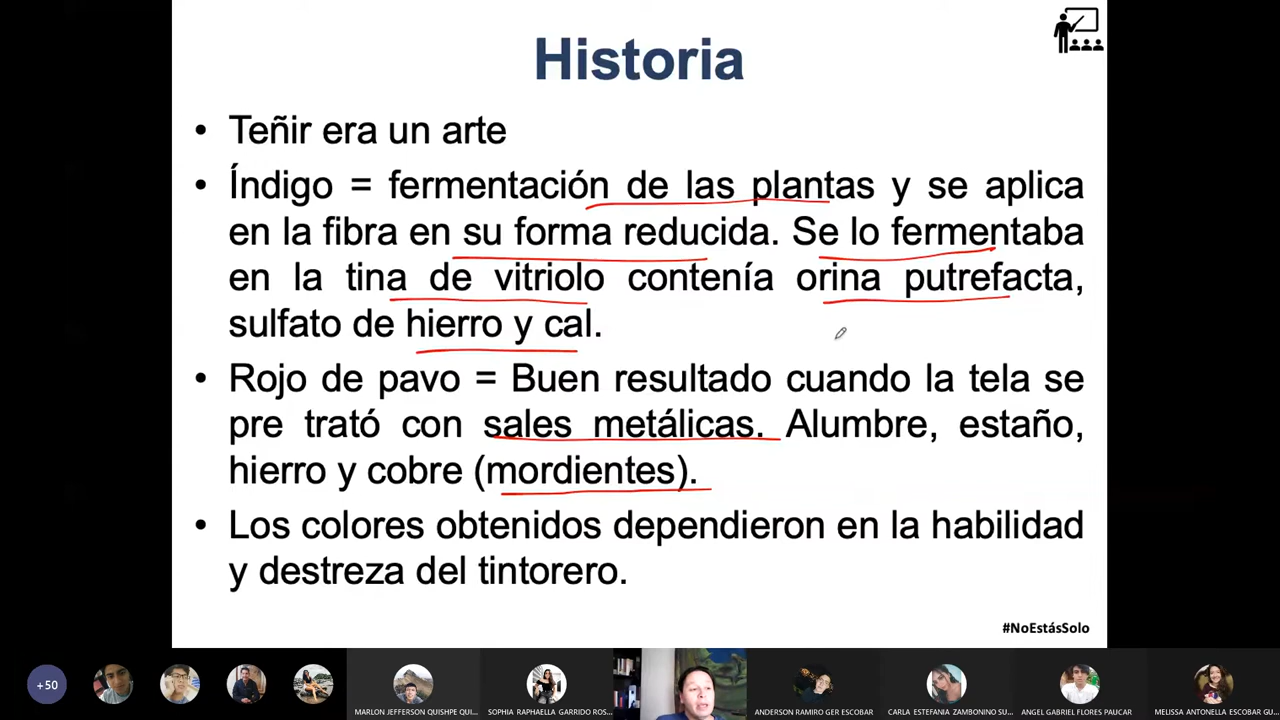 Historia
• Teñir era un arte
• Índigo = fermentación de las plantas y se aplica
en la fibra en su forma reducida. Se lo fermentaba
en la tina de vitriolo contenía orina putrefacta,
sulfato de hierro y cal.
• Rojo de pavo = Buen resultado cuando la tela se
pre trató con sales metálicas. Alumbre, estaño,
hierro y cobre (mordientes).
• Los colores obtenidos dependieron en la habilidad
y destreza del tintorero.
#NoEstásSolo
+50
MARLON JEFFERSON QUISHPE QUI...
SOPHIA RAPHAELLA GARRIDO ROS...
ANDERSON RAMIRO GER ESCOBAR
CARLA ESTEFANIA ZAMBONINO SU...
ANGEL GABRIEL FLORES PAUCAR
MELISSA ANTONELLA ESCOBAR GU...